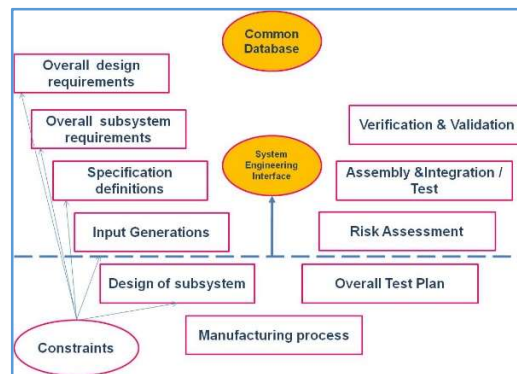 Common
Database
Overall design
requirements
Overall subsystem
requirements
Verification & Validation
System
Engineering
Interface
Specification
definitions
Assembly &Integration /
Test
Input Generations
Risk Assessment
Design of subsystem
Overall Test Plan
Manufacturing process
Constraints